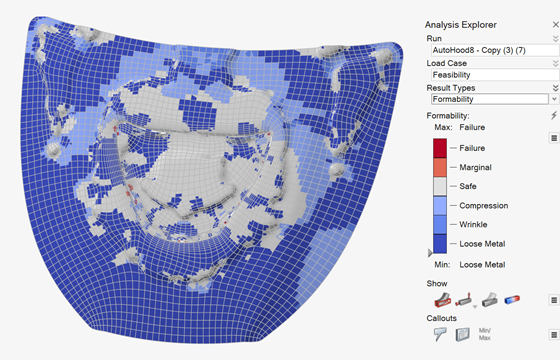 Analysis Explorer
Run
AutoHood8 - Copy (3) (7)
Load Case
Feasibility
Result Types
Formability
Formability:
Max: Failure
Failure
Marginal
Safe
Compression
Wrinkle
Loose Metal
Min: Loose Metal
Show
Callouts
Min/
Max